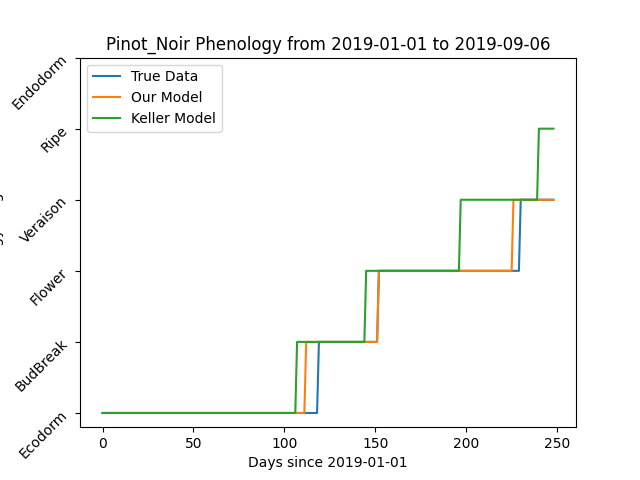 Pinot_Noir Phenology from 2019-01-01 to 2019-09-06
True Data
Our Model
Keller Model
Endodorm
Ripe
Veraison
Flower
BudBreak
Ecodorm
0 50 100 150 200 250
Days since 2019-01-01